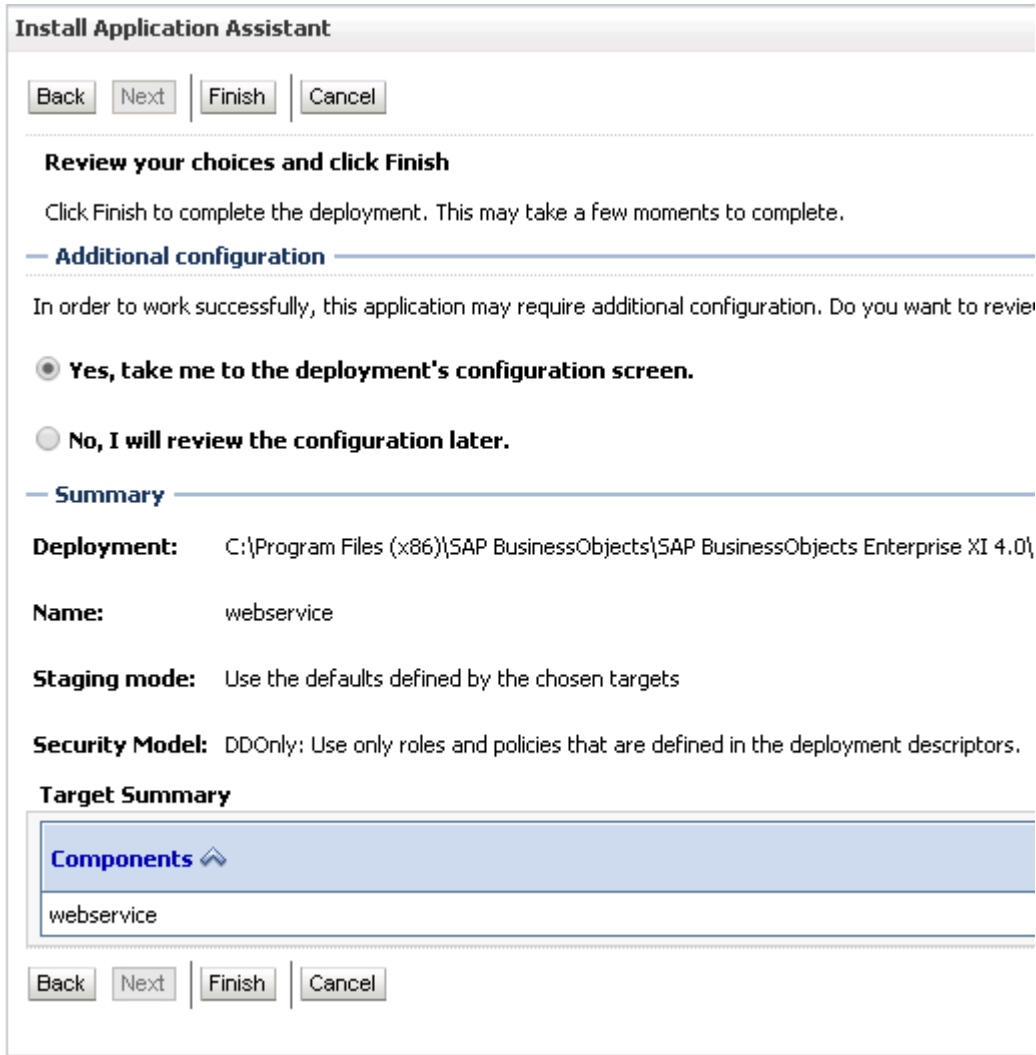 Install Application Assistant
Back Next Finish Cancel
Review your choices and click Finish
Click Finish to complete the deployment. This may take a few moments to complete.
Additional configuration
In order to work successfully, this application may require additional configuration. Do you want to revie
Yes, take me to the deployment's configuration screen.
No, I will review the configuration later.
Summary
Deployment: C:\Program Files (x86)\SAP BusinessObjects\SAP BusinessObjects Enterprise XI 4.0\
Name: webservice
Staging mode: Use the defaults defined by the chosen targets
Security Model: DDOnly: Use only roles and policies that are defined in the deployment descriptors.
Target Summary
Components
webservice
Back Next Finish Cancel